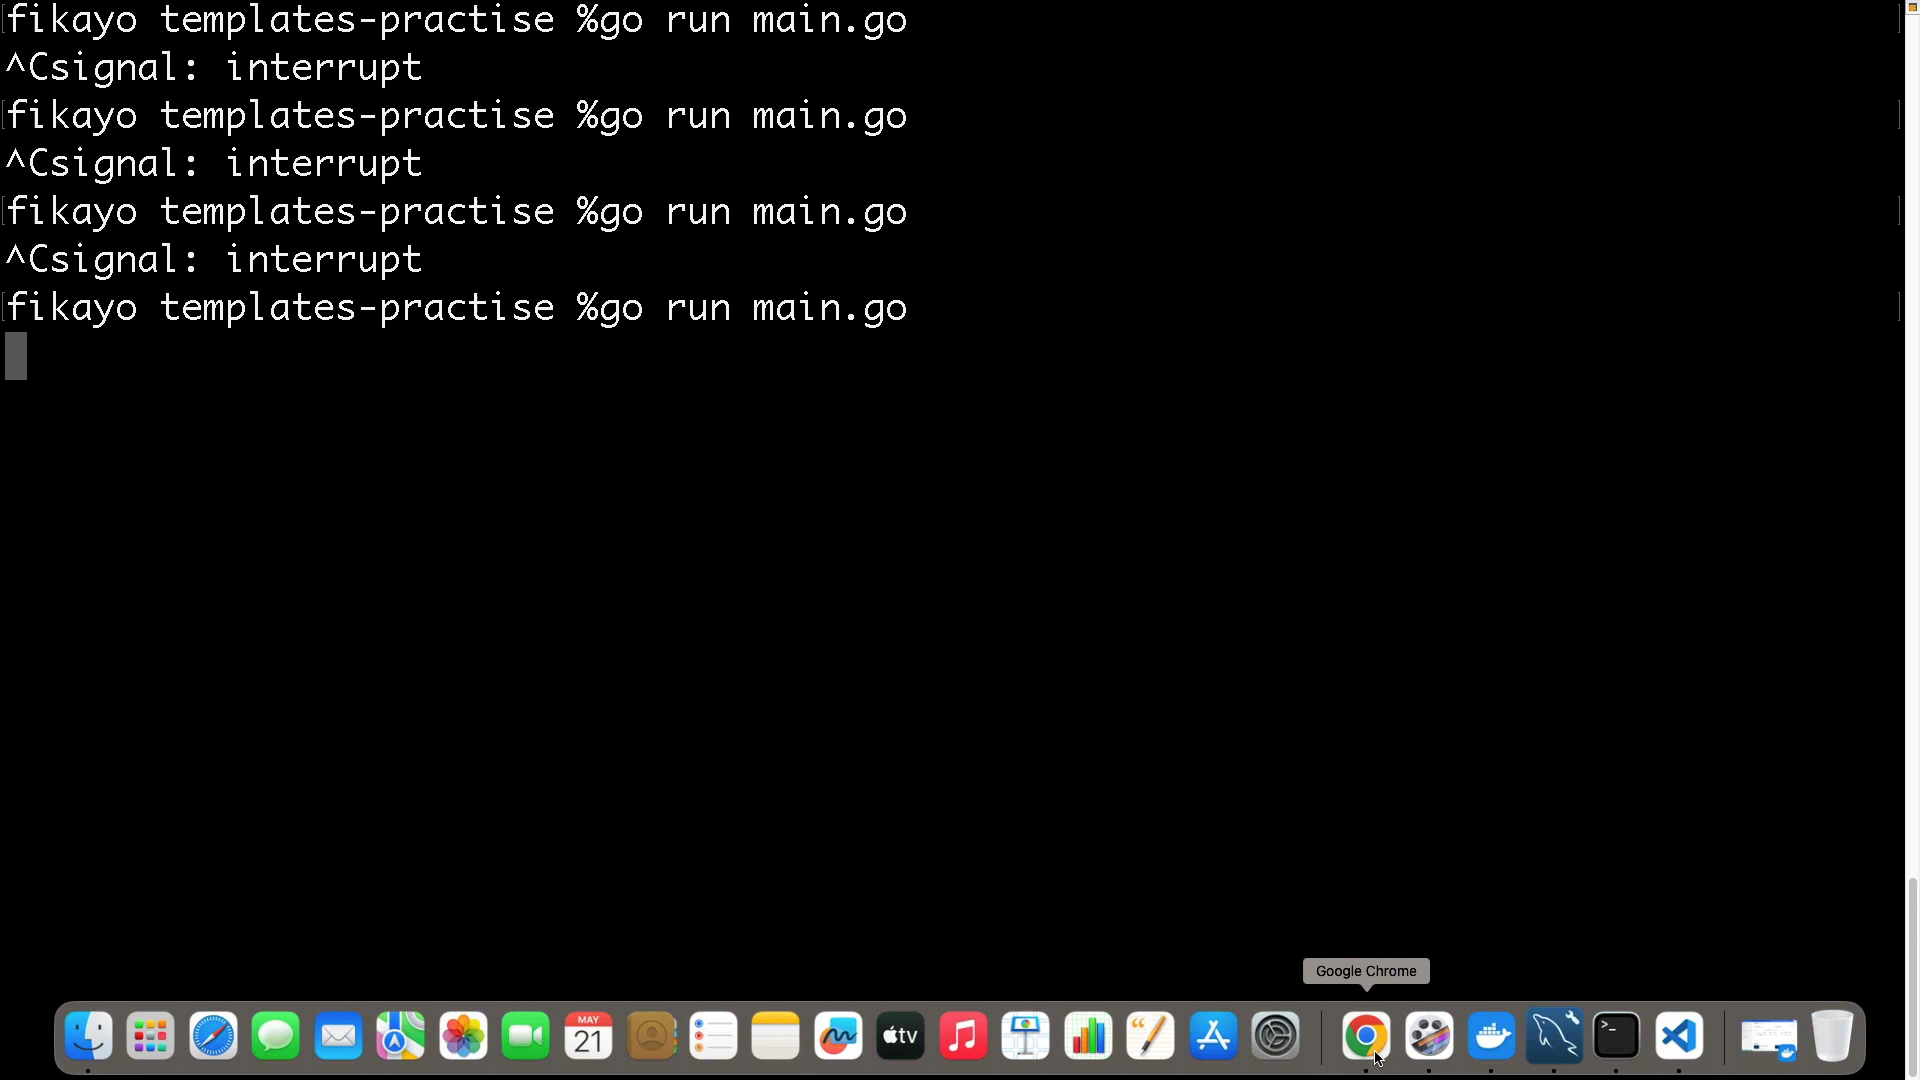 fikayo templates-practise %go run main.go
^Csignal: interrupt
fikayo templates-practise %go run main.go
^Csignal: interrupt
fikayo templates-practise %go run main.go
^Csignal: interrupt
fikayo templates-practise %go run main.go
Google Chrome
MAY
21
tv
>_